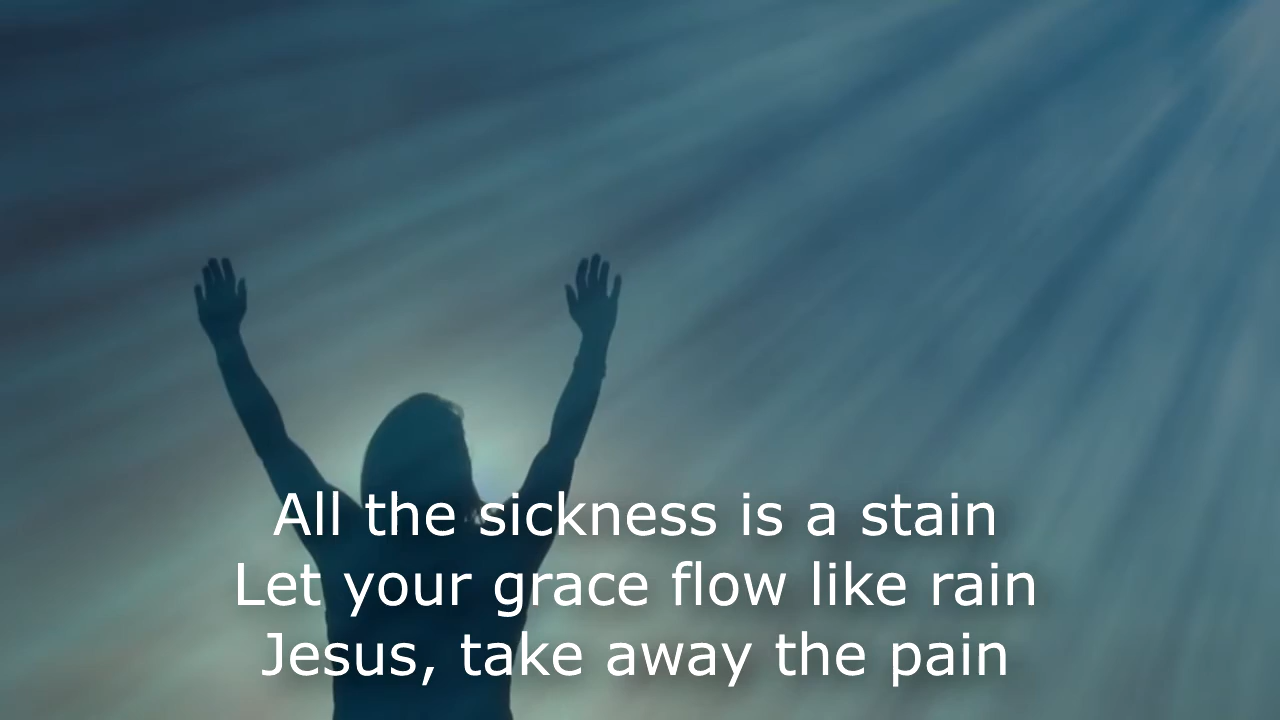 All the sickness is a stain
Let your grace flow like rain
Jesus, take away the pain